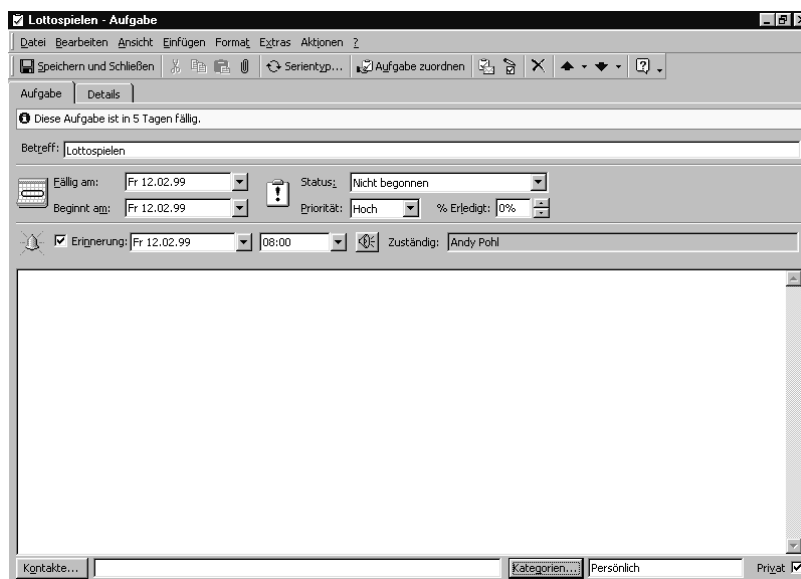 Lottospielen - Aufgabe
Datei Bearbeiten Ansicht Einfügen Format Extras Aktionen ?
Speichern und Schließen Serientyp... Aufgabe zuordnen
Aufgabe Details
Diese Aufgabe ist in 5 Tagen fällig.
Betreff: Lottospielen
Fällig am: Fr 12.02.99 Status: Nicht begonnen
Beginnt am: Fr 12.02.99 Priorität: Hoch % Erledigt: 0%
Erinnerung: Fr 12.02.99 08:00 Zuständig: Andy Pohl
Kontakte... Kategorien... Persönlich Privat